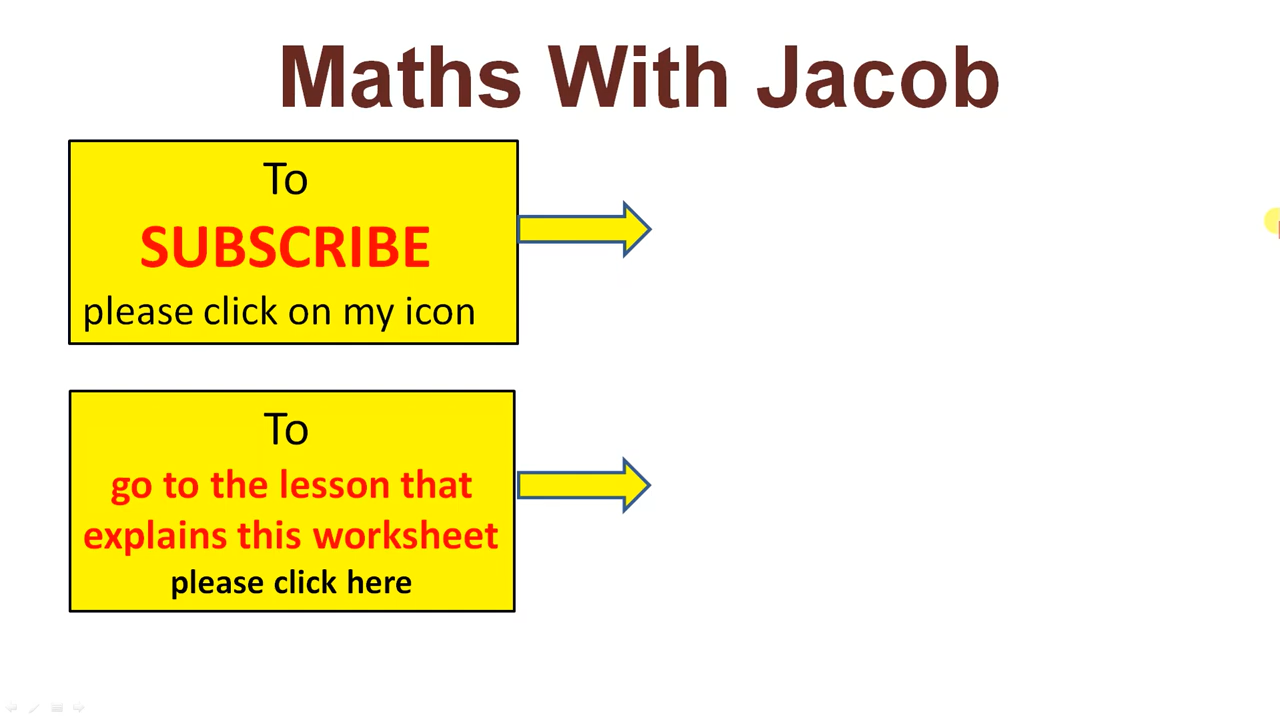 Maths With Jacob
To
SUBSCRIBE
please click on my icon
To
go to the lesson that
explains this worksheet
please click here